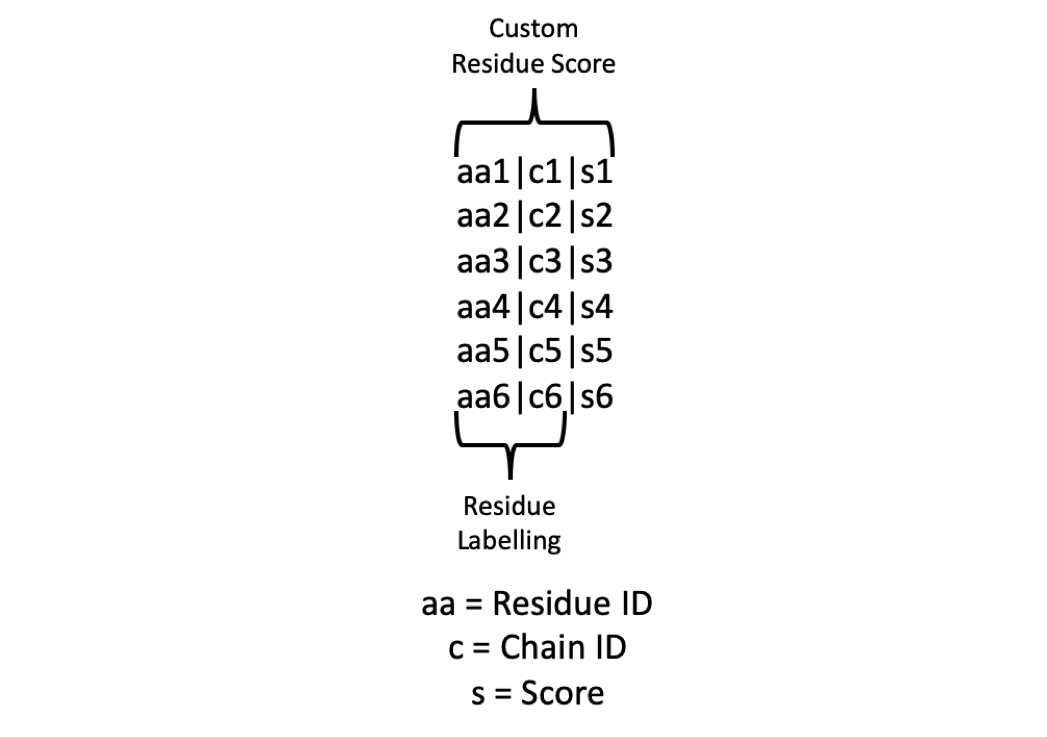 Custom
Residue Score
aa1|c1|s1
aa2|c2|s2
aa3|c3|s3
aa4|c4|s4
aa5|c5|s5
aa6|c6|s6
Residue
Labelling
aa = Residue ID
c = Chain ID
s = Score